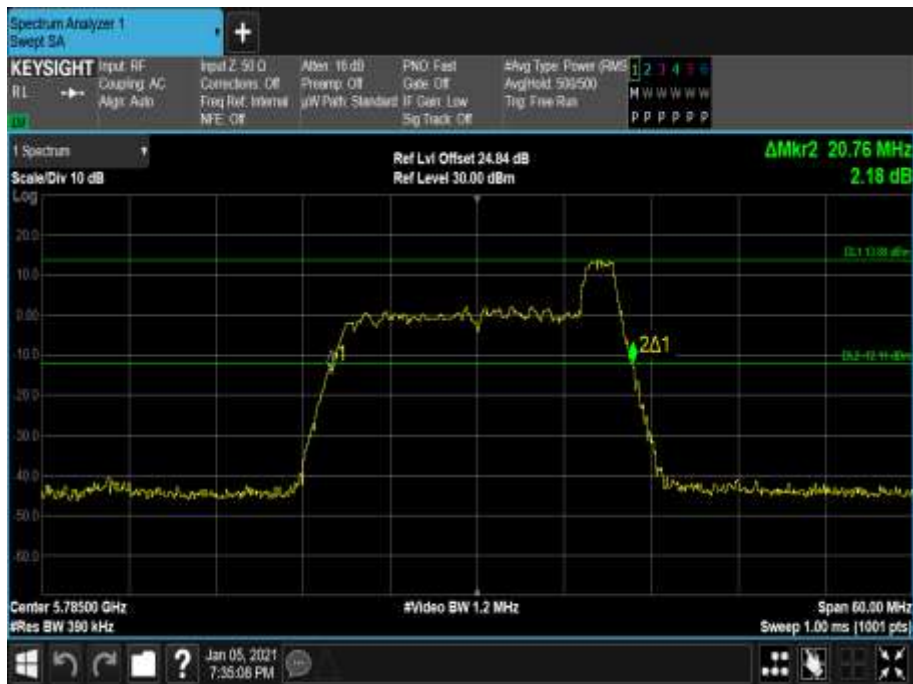 Spectrum Analyzer 1
Swept SA
+
KEYSIGHT Input: RF
Input Z: 50 Ω
Atten: 16 dB
PNO: Fast
#Avg Type: Power (RMS
1 2 3 4 5 6
RL
Coupling: AC
Corrections: Off
Preamp: Off
Gate: Off
Avg|Hold: 500/500
M W W W W W
Align: Auto
Freq Ref: Internal
µW Path: Standard
IF Gain: Low
Trig: Free Run
NFE: Off
Sig Track: Off
P P P P P P
1 Spectrum
Ref Lvl Offset 24.84 dB
ΔMkr2 20.76 MHz
Scale/Div 10 dB
Ref Level 30.00 dBm
2.18 dB
Log
20.0
10.0
0.00
-10.0
-20.0
-30.0
-40.0
-50.0
-60.0
1
2Δ1
Center 5.78500 GHz
#Video BW 1.2 MHz
Span 60.00 MHz
#Res BW 390 kHz
Sweep 1.00 ms (1001 pts)
?
Jan 05, 2021
7:35:06 PM